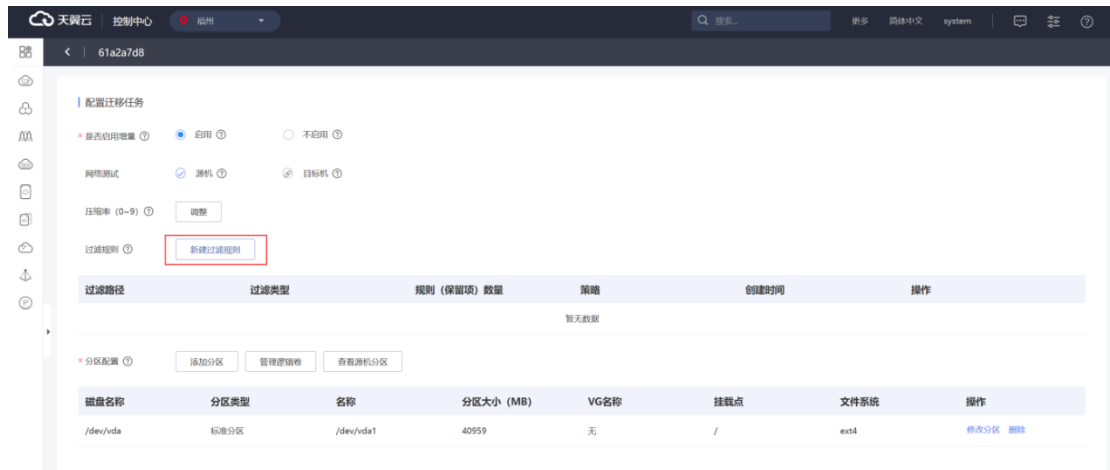 天翼云 控制中心 福州 搜索... 更多 简体中文 system
61a2a7d8
配置迁移任务
* 是否启用增量 启用 不启用
网络测试 源机 目标机
压缩率（0~9） 调整
过滤规则 新建过滤规则
过滤路径 过滤类型 规则（保留项）数量 策略 创建时间 操作
暂无数据
* 分区配置 添加分区 管理逻辑卷 查看源机分区
磁盘名称 分区类型 名称 分区大小（MB） VG名称 挂载点 文件系统 操作
/dev/vda 标准分区 /dev/vda1 40959 无 / ext4 修改分区 删除